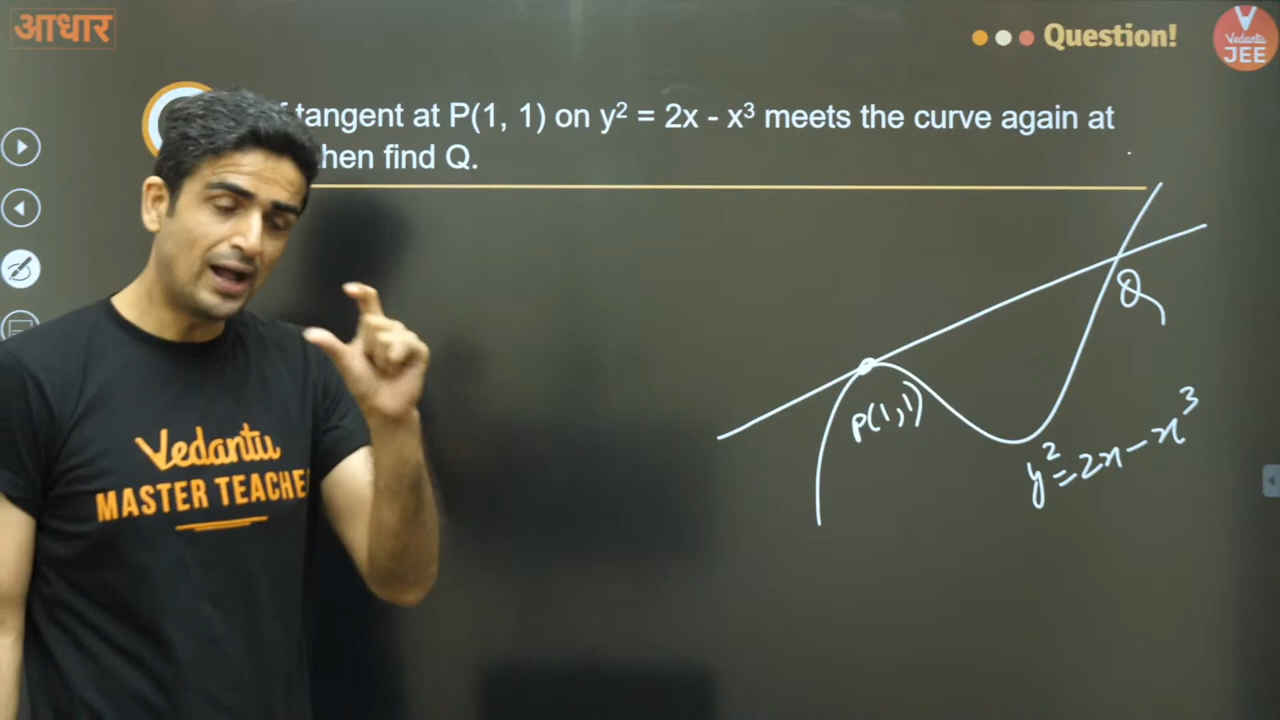 आधार
Question!
Vedantu
JEE
tangent at P(1, 1) on y² = 2x - x³ meets the curve again at
then find Q.
Q
P(1,1)
y²=2x-x³
Vedantu
MASTER TEACHE